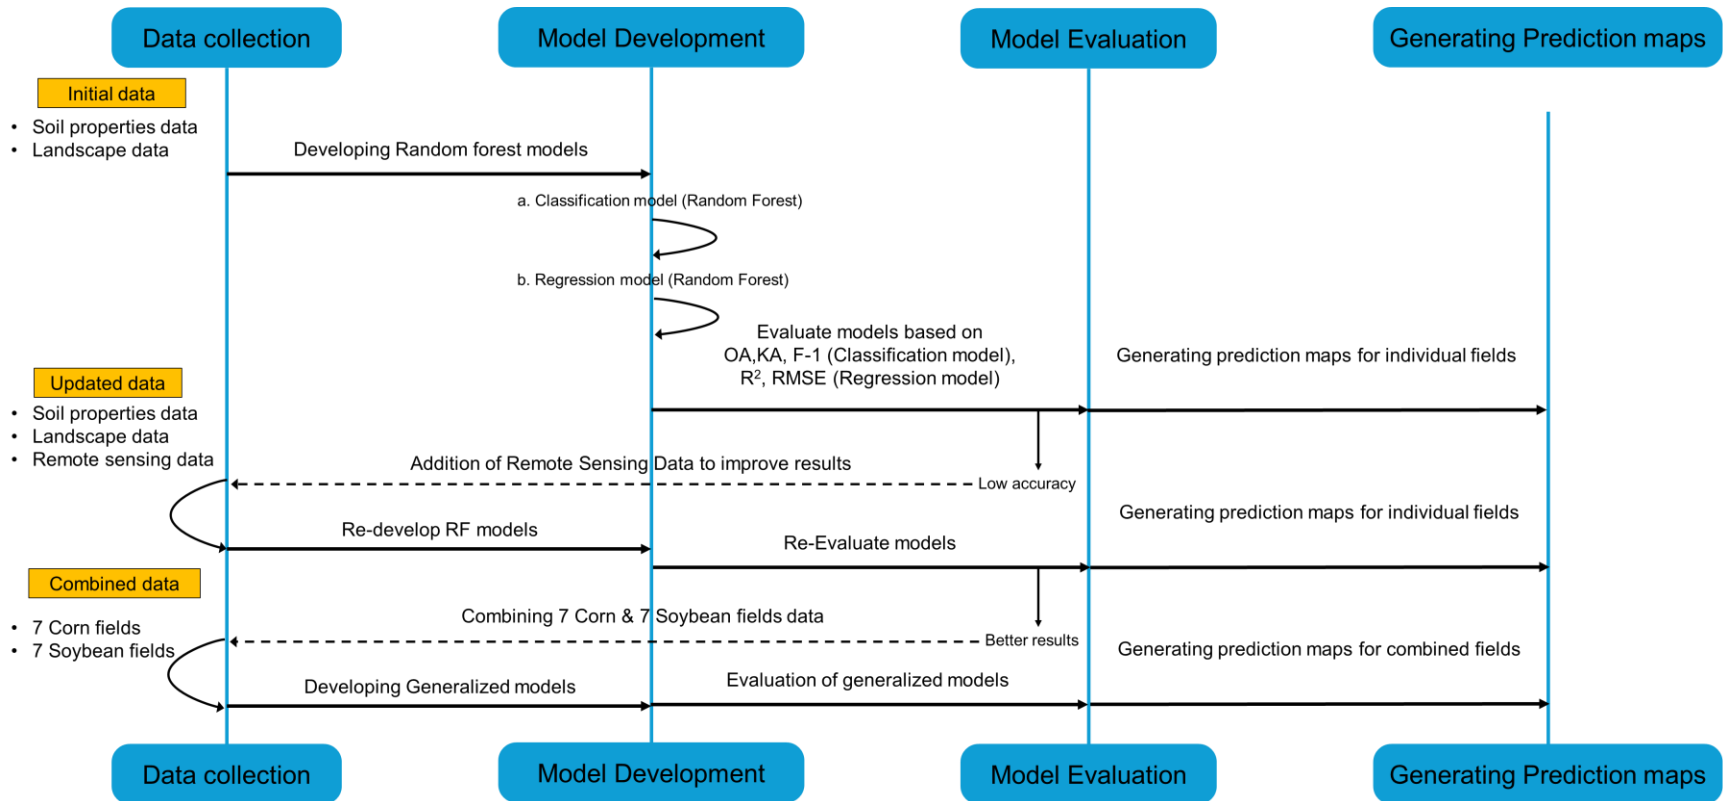 Data collection
Model Development
Model Evaluation
Generating Prediction maps
Initial data
• Soil properties data
• Landscape data
Developing Random forest models
a. Classification model (Random Forest)
b. Regression model (Random Forest)
Evaluate models based on
OA,KA, F-1 (Classification model),
R², RMSE (Regression model)
Generating prediction maps for individual fields
Updated data
• Soil properties data
• Landscape data
• Remote sensing data
Addition of Remote Sensing Data to improve results
Low accuracy
Generating prediction maps for individual fields
Re-develop RF models
Re-Evaluate models
Combined data
• 7 Corn fields
• 7 Soybean fields
Combining 7 Corn & 7 Soybean fields data
Better results
Generating prediction maps for combined fields
Developing Generalized models
Evaluation of generalized models
Data collection
Model Development
Model Evaluation
Generating Prediction maps